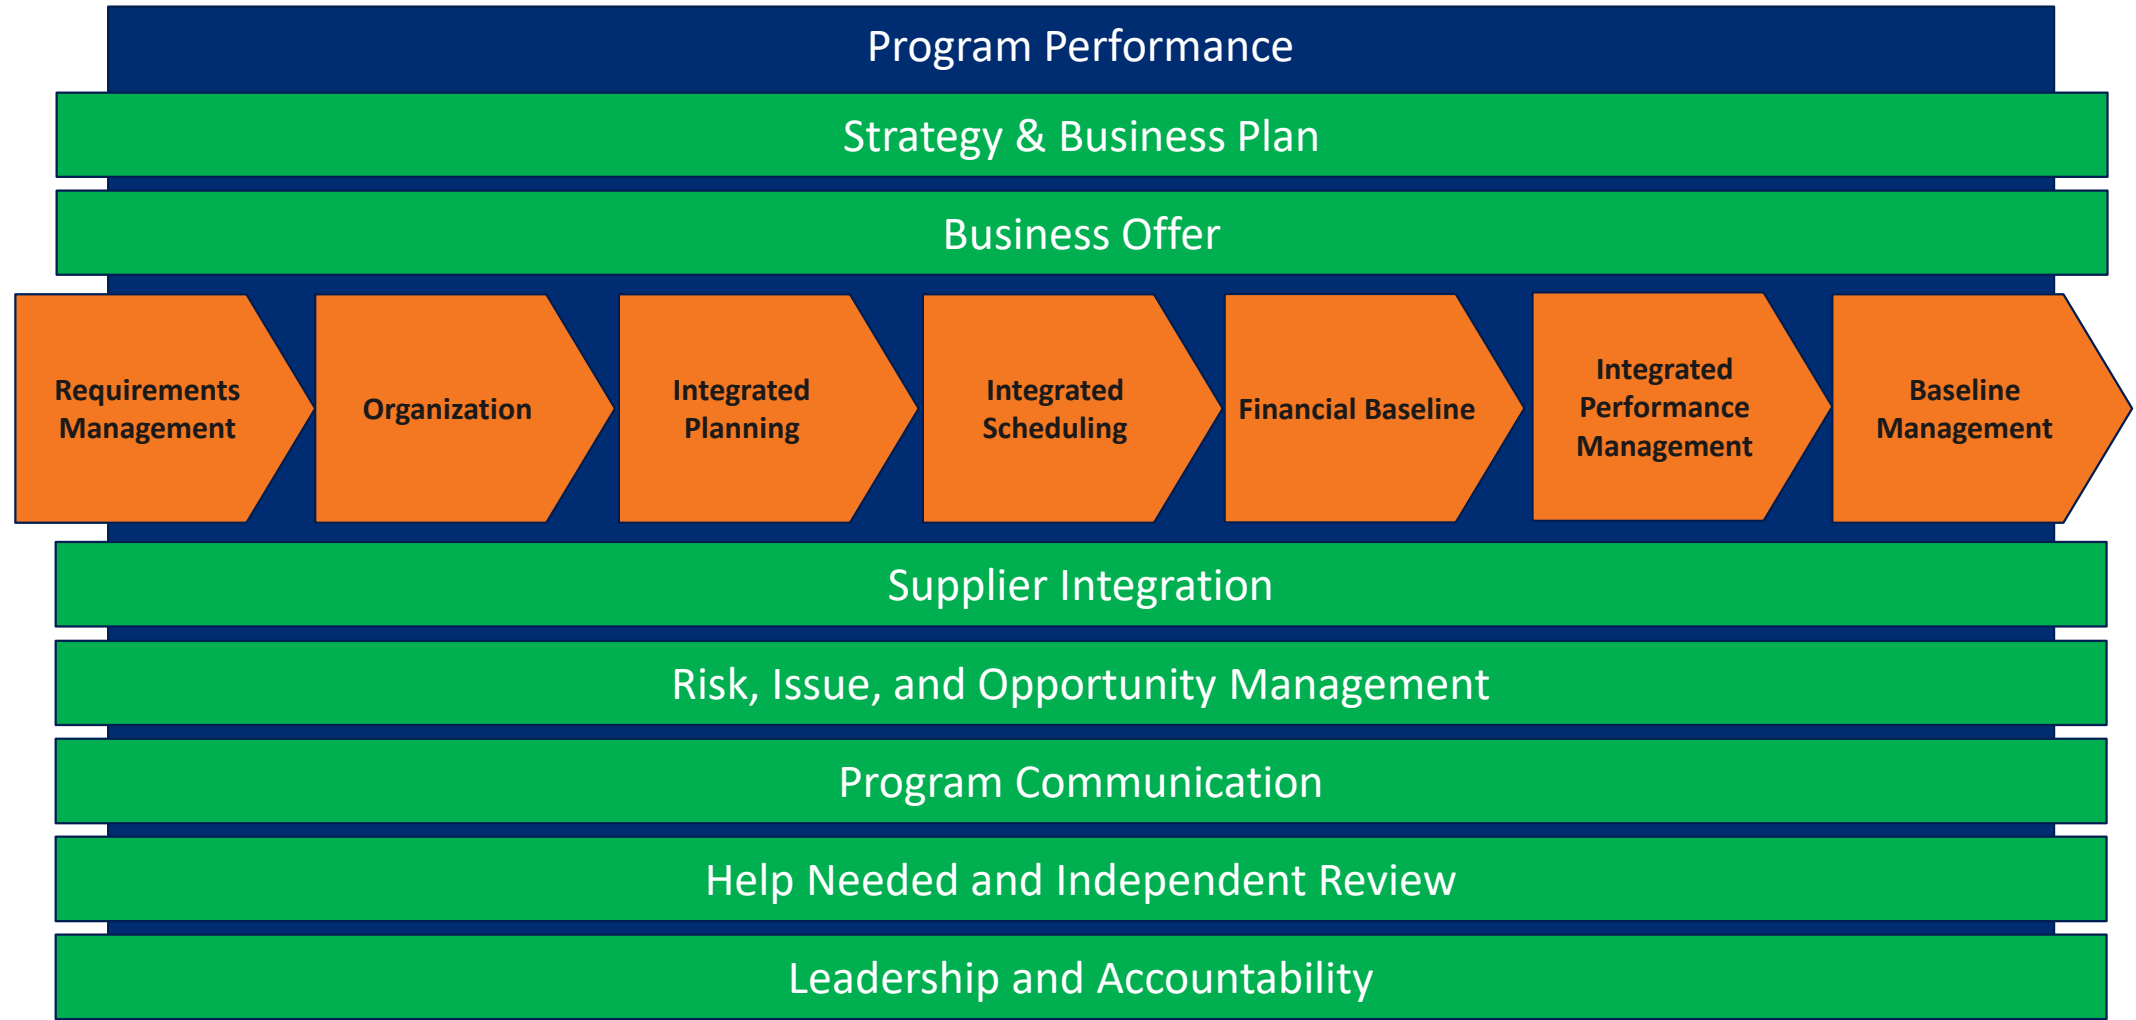 Program Performance
Strategy & Business Plan
Business Offer
Requirements
Management
Organization
Integrated
Planning
Integrated
Scheduling
Financial Baseline
Integrated
Performance
Management
Baseline
Management
Supplier Integration
Risk, Issue, and Opportunity Management
Program Communication
Help Needed and Independent Review
Leadership and Accountability